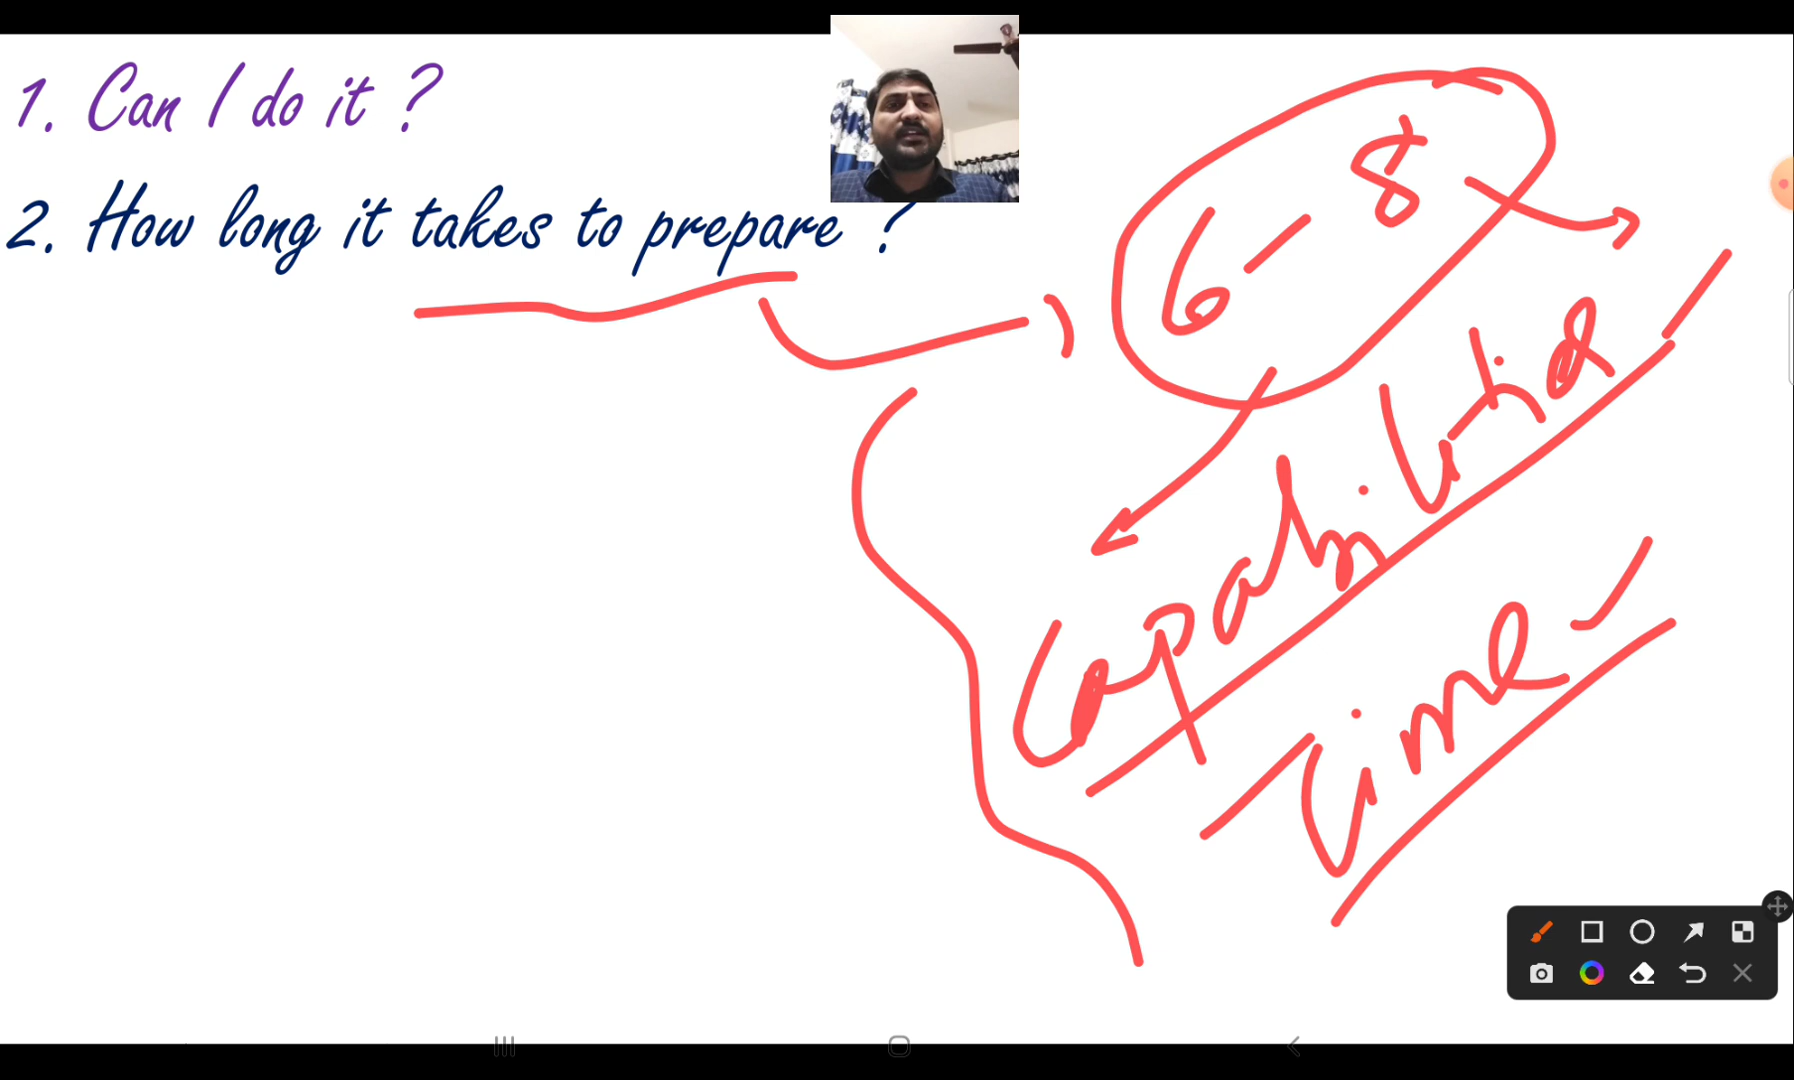 1. Can I do it ?
2. How long it takes to prepare ?
6 - 8
Capabilities
Time